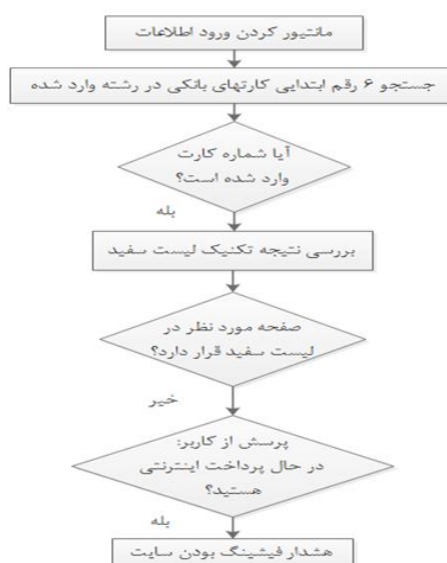 مانتیور کردن ورود اطلاعات
جستجو ۶ رقم ابتدایی کارتهای بانکی در رشته وارد شده
آیا شماره کارت
وارد شده است؟
بله
بررسی نتیجه تکنیک لیست سفید
صفحه مورد نظر در
لیست سفید قرار دارد؟
خیر
پرسش از کاربر:
در حال پرداخت اینترنتی
هستید؟
بله
هشدار فیشینگ بودن سایت